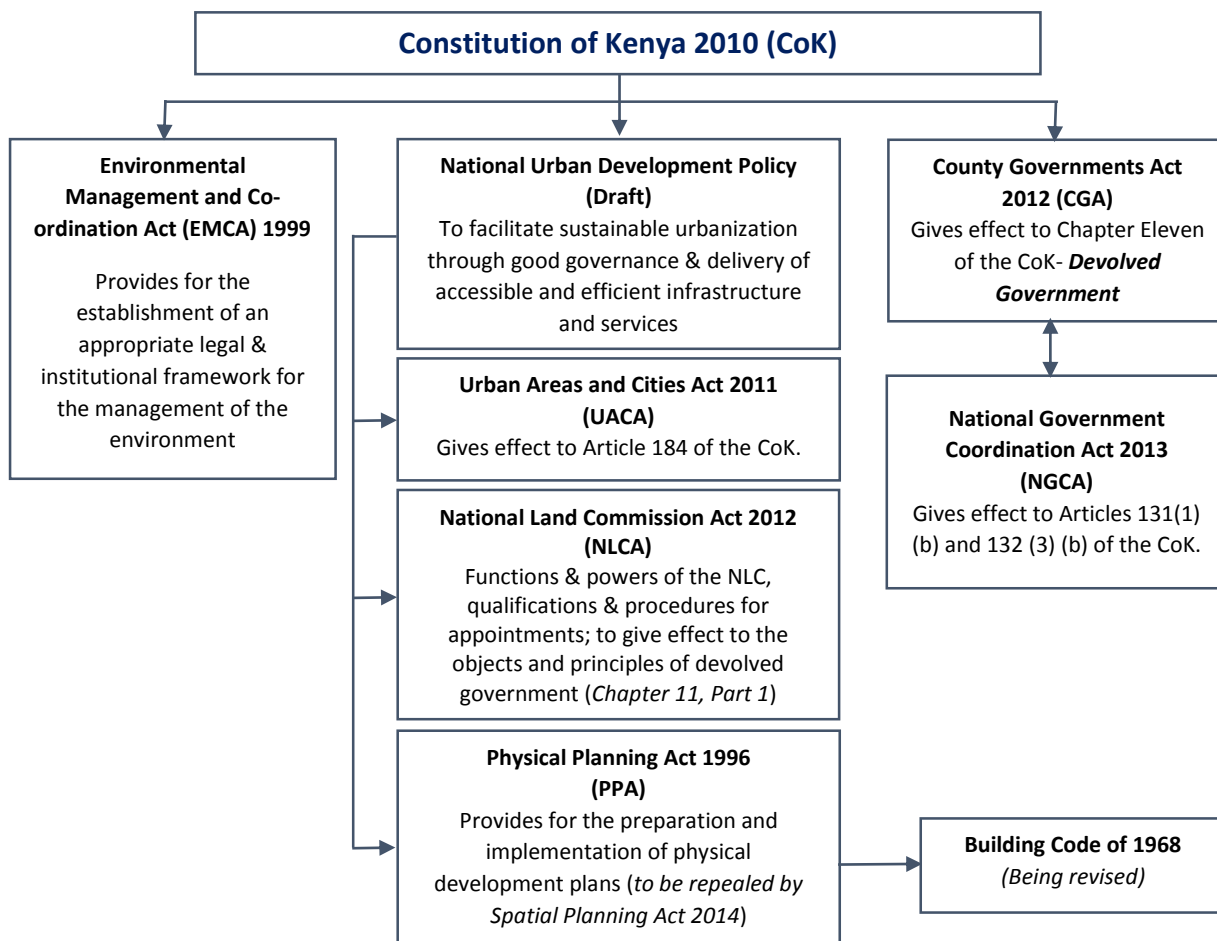 Constitution of Kenya 2010 (CoK)
Environmental
Management and Co-
ordination Act (EMCA) 1999
Provides for the
establishment of an
appropriate legal &
institutional framework for
the management of the
environment
National Urban Development Policy
(Draft)
To facilitate sustainable urbanization
through good governance & delivery of
accessible and efficient infrastructure
and services
Urban Areas and Cities Act 2011
(UACA)
Gives effect to Article 184 of the CoK.
National Land Commission Act 2012
(NLCA)
Functions & powers of the NLC,
qualifications & procedures for
appointments; to give effect to the
objects and principles of devolved
government (Chapter 11, Part 1)
Physical Planning Act 1996
(PPA)
Provides for the preparation and
implementation of physical
development plans (to be repealed by
Spatial Planning Act 2014)
County Governments Act
2012 (CGA)
Gives effect to Chapter Eleven
of the CoK- Devolved
Government
National Government
Coordination Act 2013
(NGCA)
Gives effect to Articles 131(1)
(b) and 132 (3) (b) of the CoK.
Building Code of 1968
(Being revised)